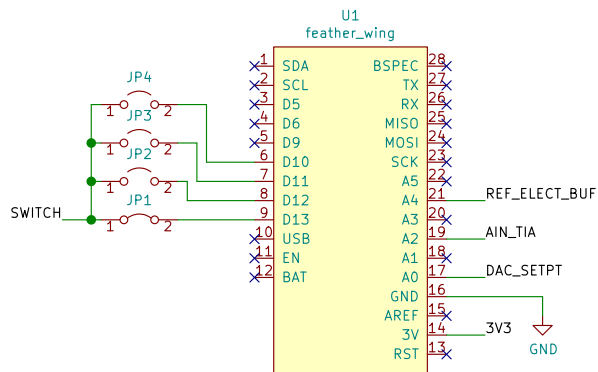 U1
feather_wing
1 SDA BSPEC 28
2 SCL TX 27
JP4
1 2 3 D5 RX 26
JP3
4 D6 MISO 25
1 2 5 D9 MOSI 24
JP2
6 D10 SCK 23
1 2 7 D11 A5 22
JP1
8 D12 A4 21 REF_ELECT_BUF
SWITCH 1 2 9 D13 A3 20
10 USB A2 19 AIN_TIA
11 EN A1 18
12 BAT A0 17 DAC_SETPT
GND 16
AREF 15
3V 14 3V3
GND
RST 13